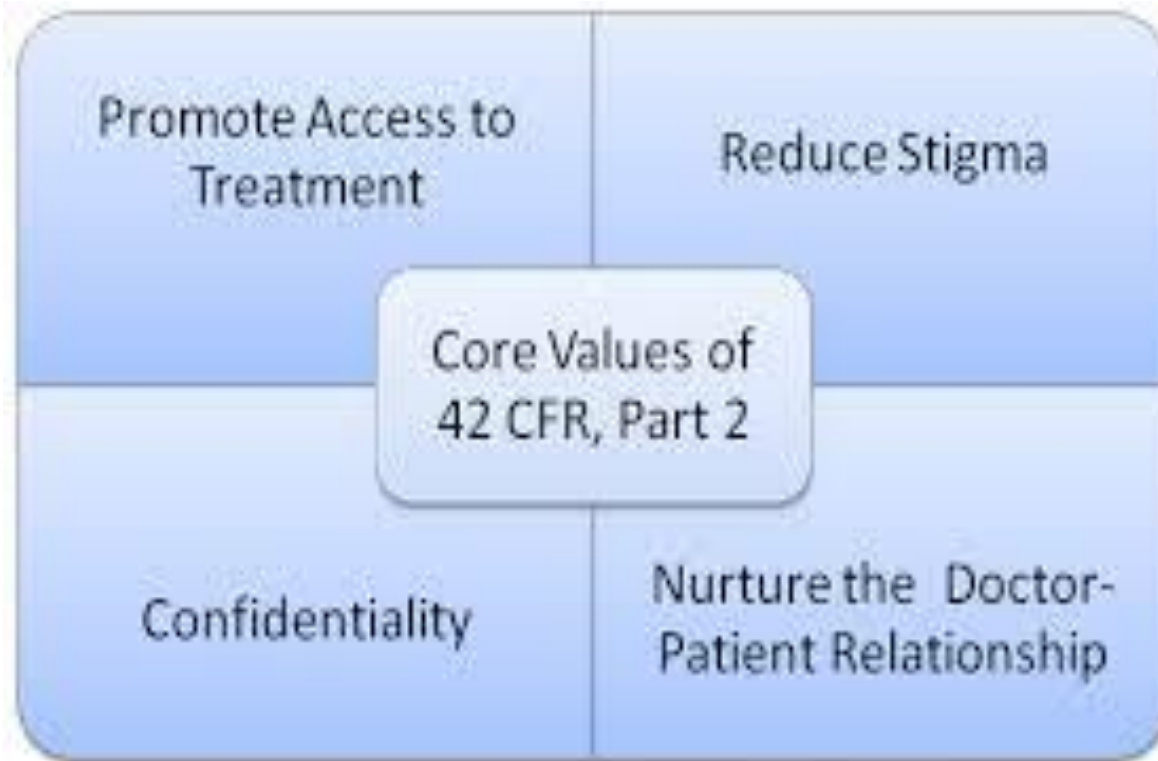 Promote Access to
Treatment
Reduce Stigma
Core Values of
42 CFR, Part 2
Confidentiality
Nurture the Doctor-
Patient Relationship